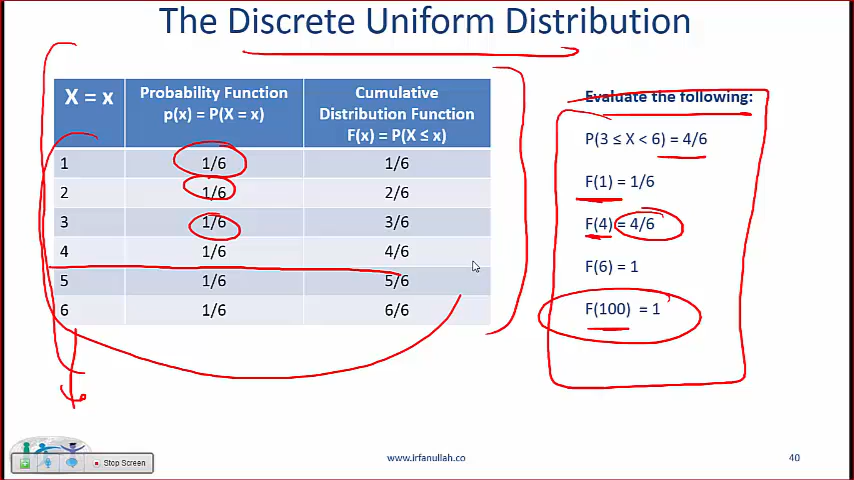 The Discrete Uniform Distribution
X = x
Probability Function
p(x) = P(X = x)
Cumulative
Distribution Function
F(x) = P(X ≤ x)
1 1/6 1/6
2 1/6 2/6
3 1/6 3/6
4 1/6 4/6
5 1/6 5/6
6 1/6 6/6
Evaluate the following:
P(3 ≤ X < 6) = 4/6
F(1) = 1/6
F(4) = 4/6
F(6) = 1
F(100) = 1
Stop Screen
www.irfanullah.co
40